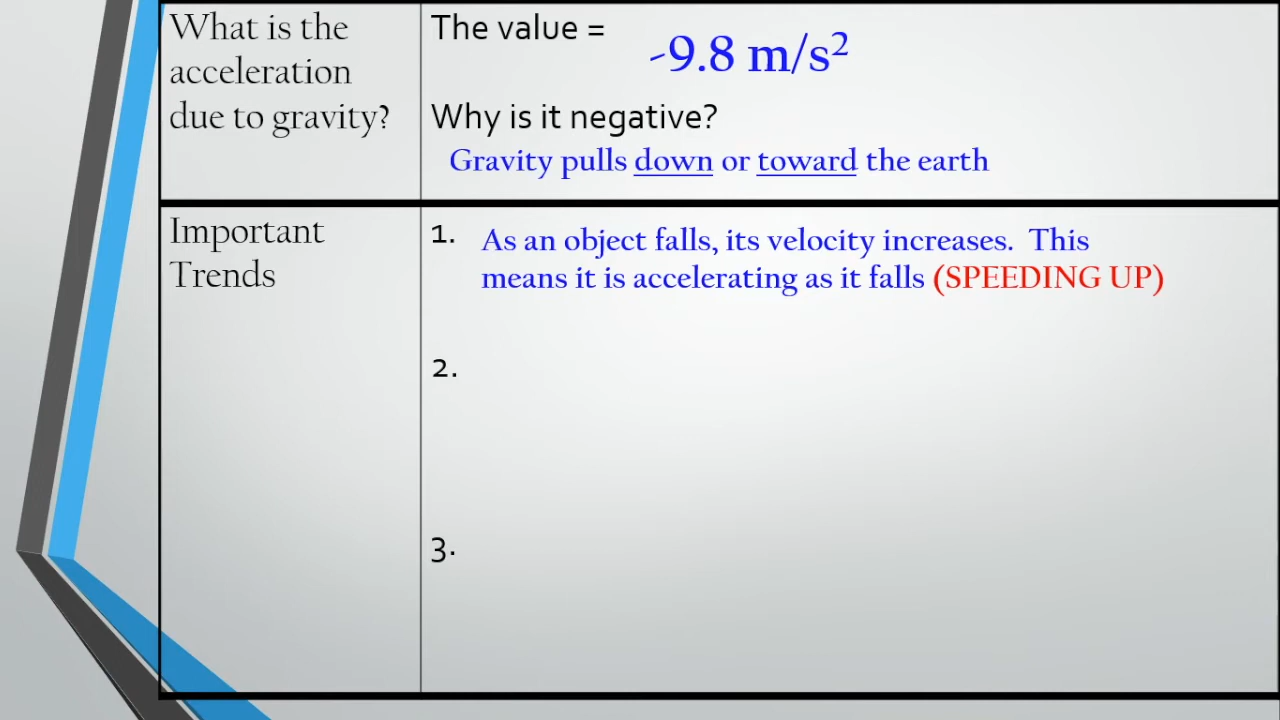 What is the
acceleration
due to gravity?
The value =
-9.8 m/s²
Why is it negative?
Gravity pulls down or toward the earth
Important
Trends
1. As an object falls, its velocity increases.  This
means it is accelerating as it falls (SPEEDING UP)
2.
3.